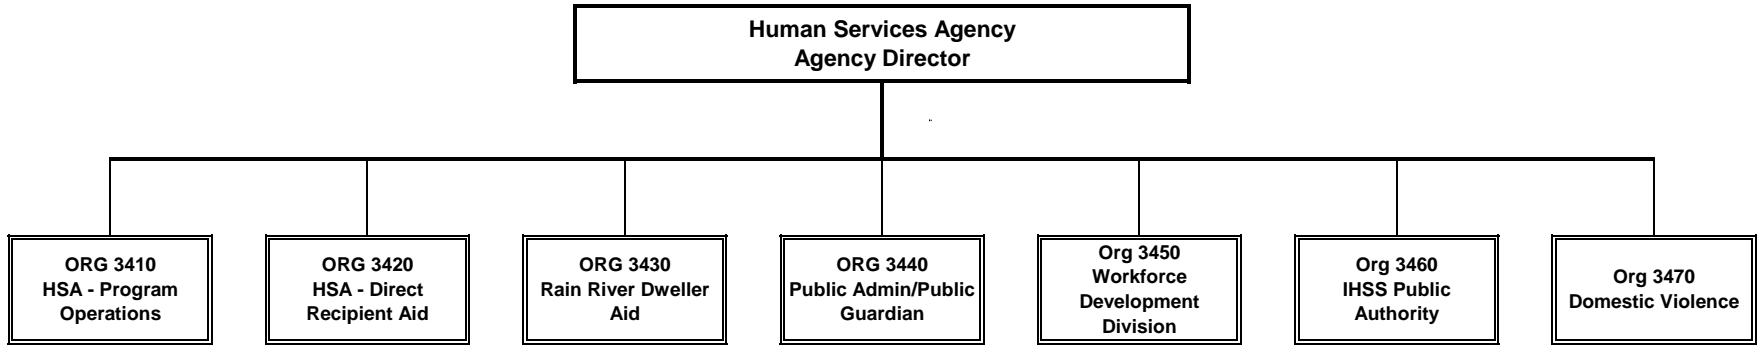 Human Services Agency
Agency Director
ORG 3410
HSA - Program
Operations
ORG 3420
HSA - Direct
Recipient Aid
ORG 3430
Rain River Dweller
Aid
ORG 3440
Public Admin/Public
Guardian
Org 3450
Workforce
Development
Division
Org 3460
IHSS Public
Authority
Org 3470
Domestic Violence